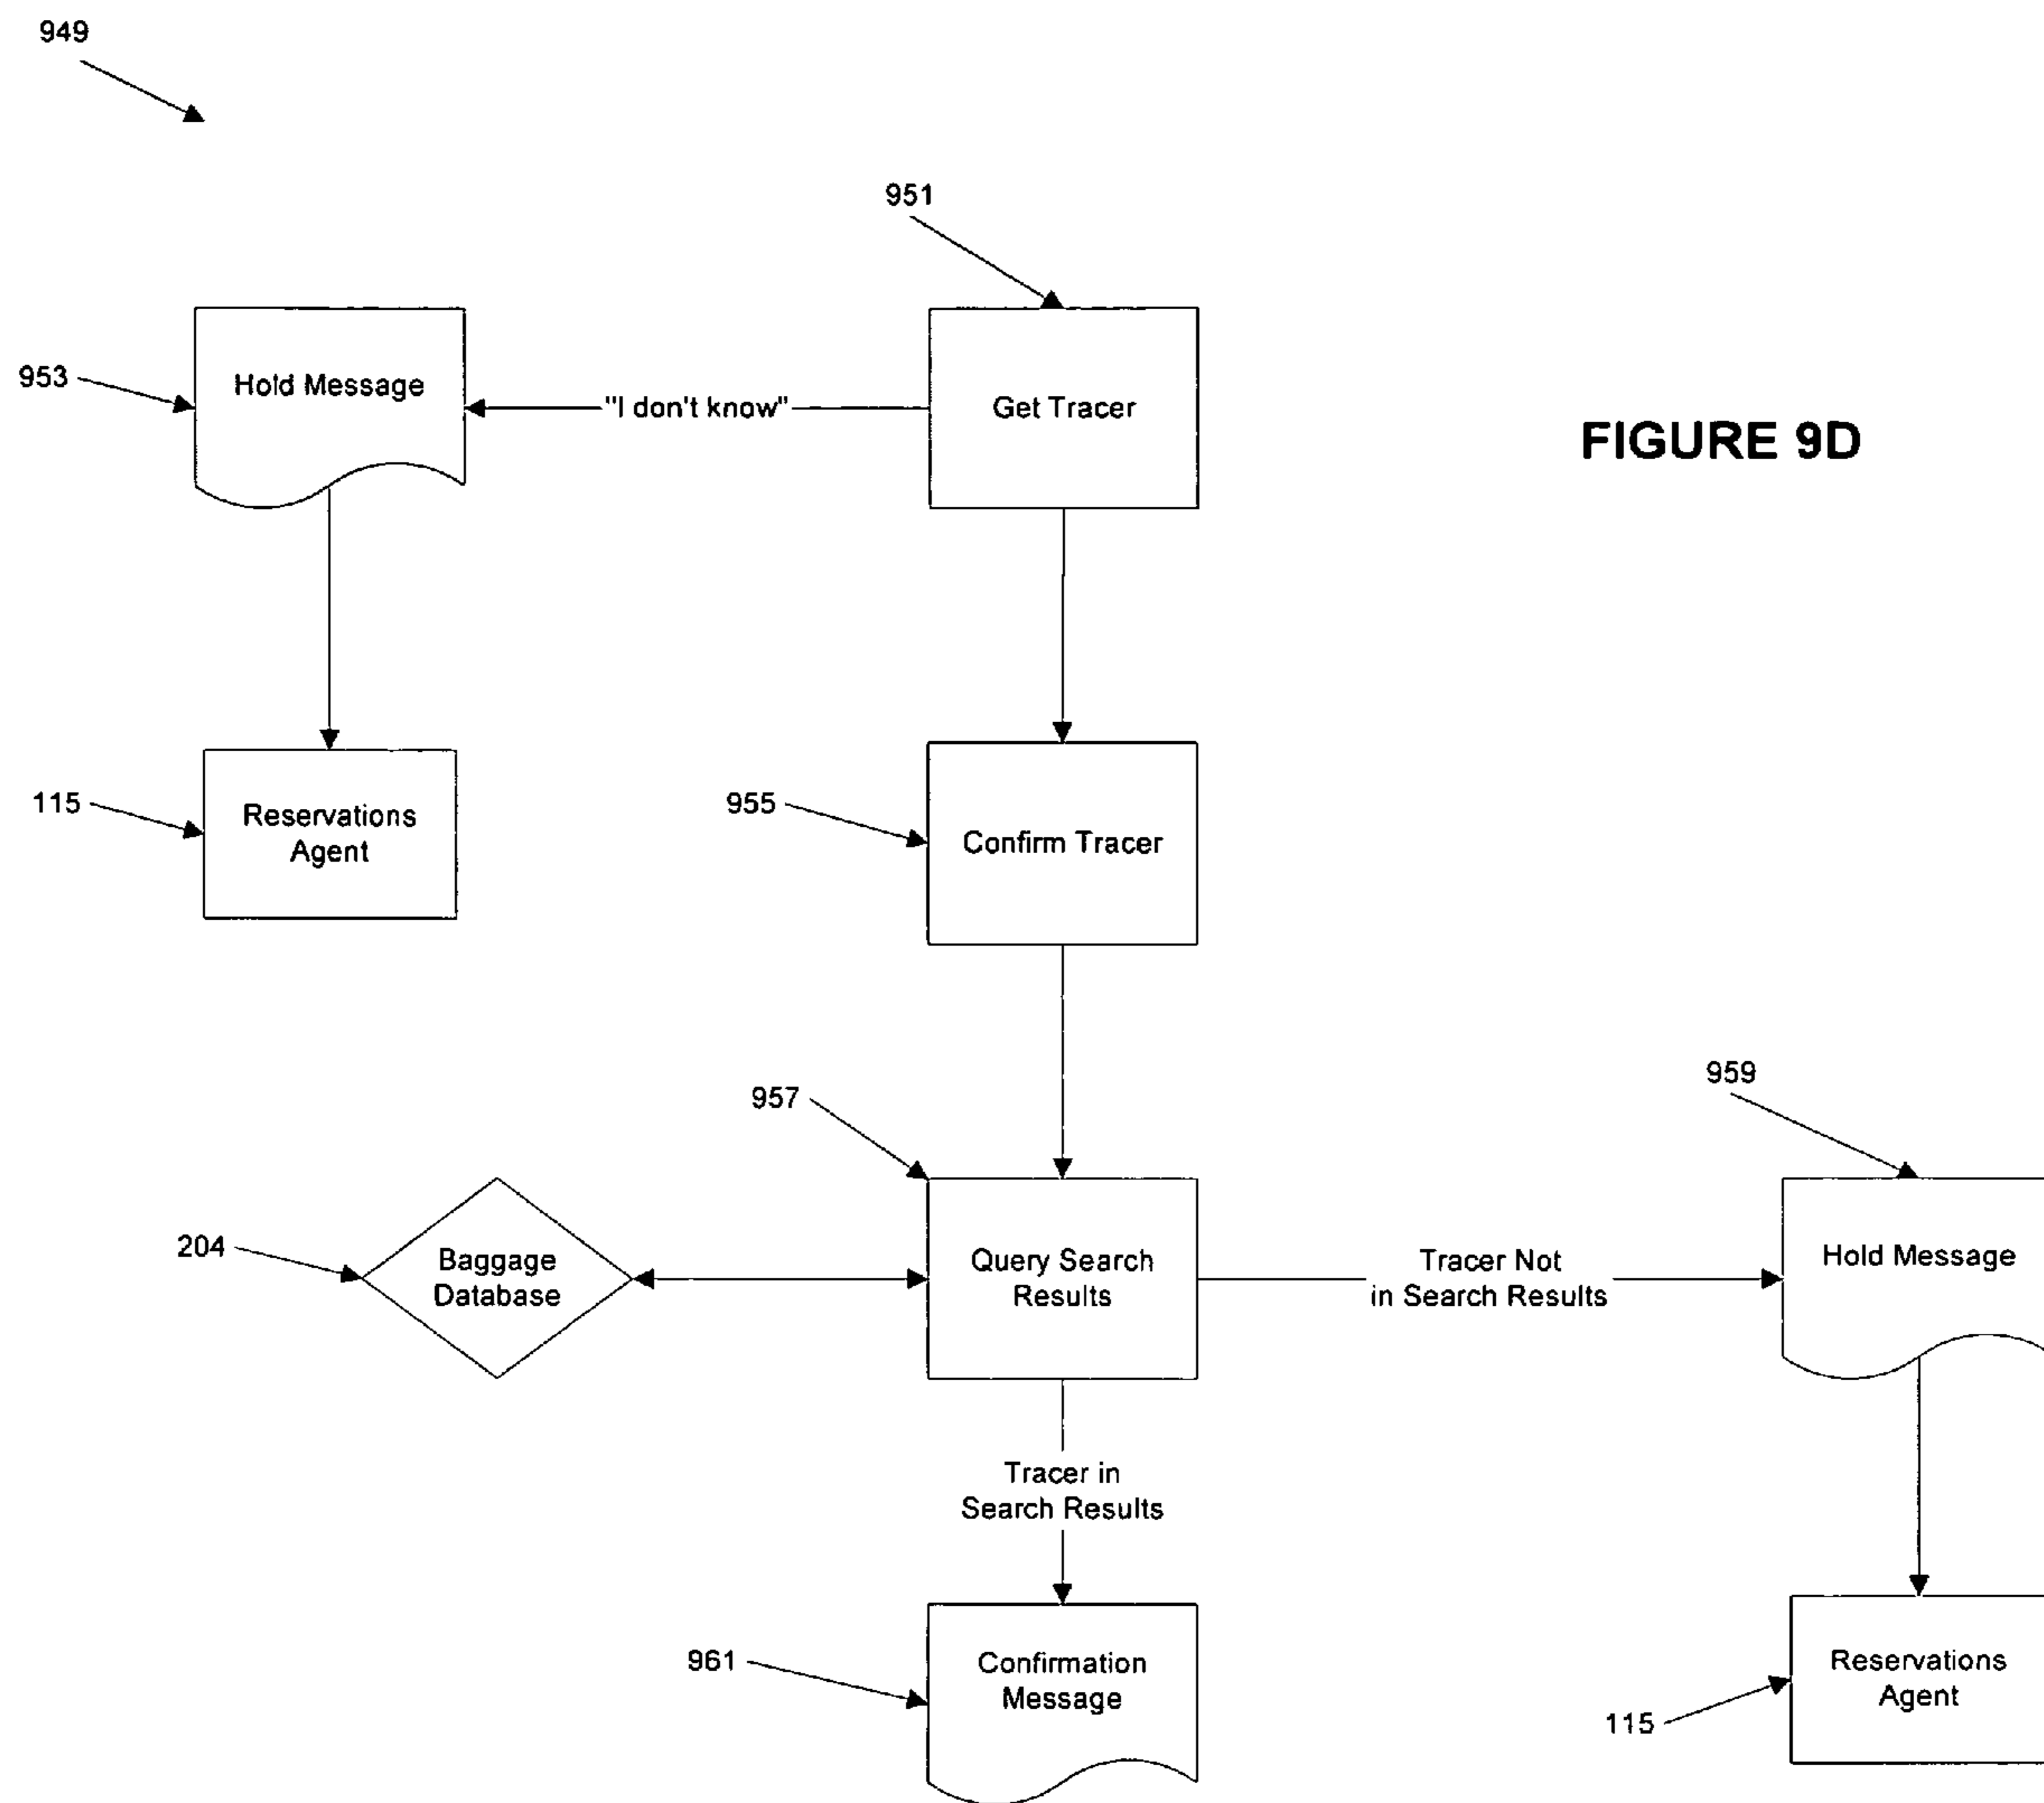 949
951
953
Hold Message
"I don't know"
Get Tracer
FIGURE 9D
115
Reservations
Agent
955
Confirm Tracer
957
959
204
Baggage
Database
Query Search
Results
Tracer Not
in Search Results
Hold Message
Tracer in
Search Results
961
Confirmation
Message
115
Reservations
Agent